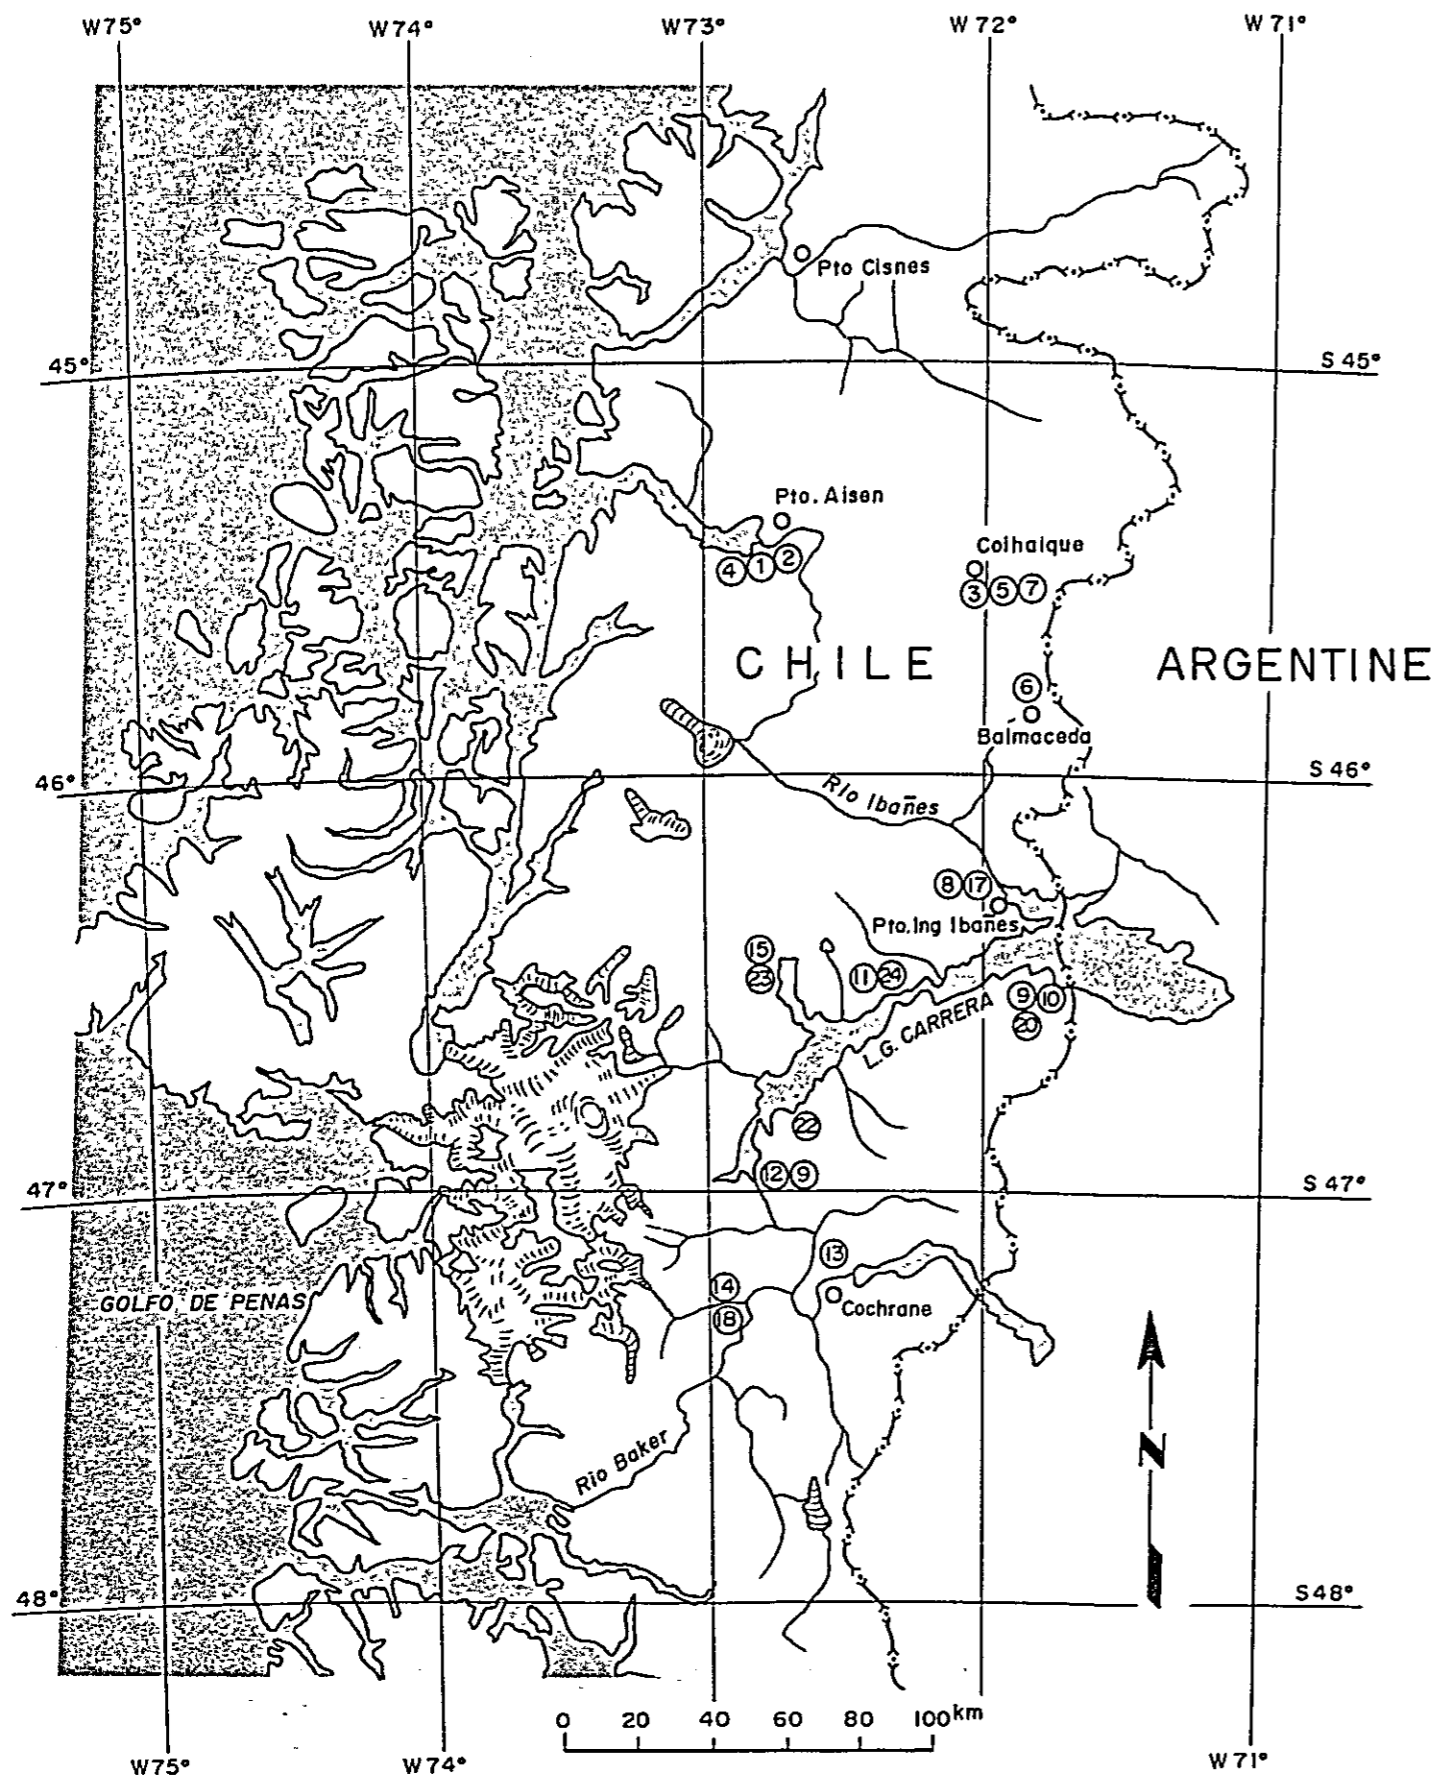 W75° W74° W73° W72° W71°
Pto Cisnes
45° S 45°
Pto. Aisen
Coihaique
4 1 2
3 5 7
CHILE ARGENTINE
6
Balmaceda
46° S 46°
Rio Ibañes
8 17
Pto. Ing Ibañes
15
23
11 24
9 10
20
L.G. CARRERA
22
12 9
47° S 47°
13
14
18
GOLFO DE PENAS
Cochrane
N
Rio Baker
48° S48°
0 20 40 60 80 100km
W75° W74° W71°